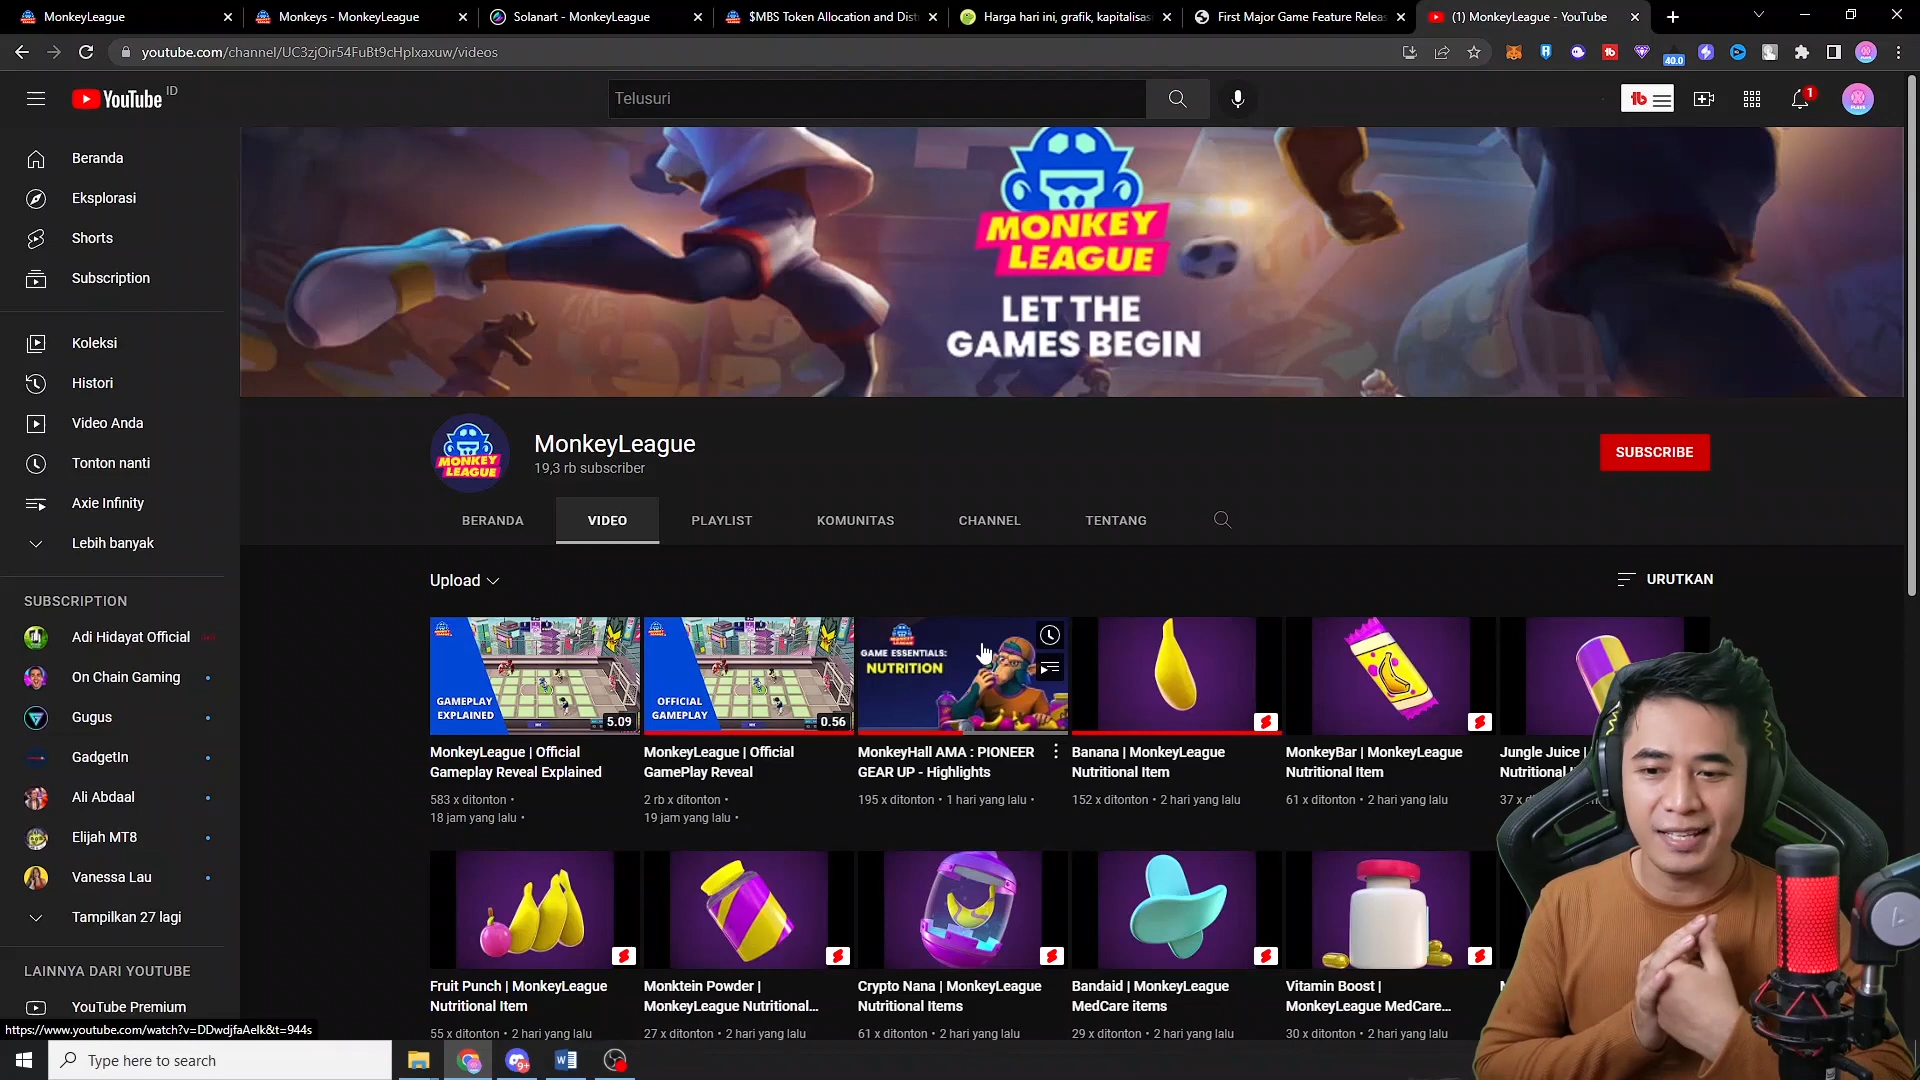 MonkeyLeague
Monkeys - MonkeyLeague
Solanart - MonkeyLeague
$MBS Token Allocation and Dist
Harga hari ini, grafik, kapitalisas
First Major Game Feature Releas
(1) MonkeyLeague - YouTube
youtube.com/channel/UC3zjOir54FuBt9cHplxaxuw/videos
40.0
YouTube ID
Telusuri
1
Beranda
Eksplorasi
Shorts
Subscription
Koleksi
Histori
Video Anda
Tonton nanti
Axie Infinity
Lebih banyak
SUBSCRIPTION
Adi Hidayat Official
On Chain Gaming
Gugus
GadgetIn
Ali Abdaal
Elijah MT8
Vanessa Lau
Tampilkan 27 lagi
LAINNYA DARI YOUTUBE
YouTube Premium
https://www.youtube.com/watch?v=DDwdjfaAelk&t=944s
MONKEY
LEAGUE
LET THE
GAMES BEGIN
MONKEY
LEAGUE
MonkeyLeague
19,3 rb subscriber
SUBSCRIBE
BERANDA
VIDEO
PLAYLIST
KOMUNITAS
CHANNEL
TENTANG
Upload
URUTKAN
GAMEPLAY
EXPLAINED
5.09
OFFICIAL
GAMEPLAY
0.56
GAME ESSENTIALS:
NUTRITION
MonkeyLeague | Official
Gameplay Reveal Explained
583 x ditonton •
18 jam yang lalu •
MonkeyLeague | Official
GamePlay Reveal
2 rb x ditonton •
19 jam yang lalu •
MonkeyHall AMA : PIONEER
GEAR UP - Highlights
195 x ditonton • 1 hari yang lalu •
Banana | MonkeyLeague
Nutritional Item
152 x ditonton • 2 hari yang lalu
MonkeyBar | MonkeyLeague
Nutritional Item
61 x ditonton • 2 hari yang lalu
Jungle Juice |
Nutritional
37 x
Fruit Punch | MonkeyLeague
Nutritional Item
55 x ditonton • 2 hari yang lalu
Monktein Powder |
MonkeyLeague Nutritional...
27 x ditonton • 2 hari yang lalu
Crypto Nana | MonkeyLeague
Nutritional Items
61 x ditonton • 2 hari yang lalu
Bandaid | MonkeyLeague
MedCare items
29 x ditonton • 2 hari yang lalu
Vitamin Boost |
MonkeyLeague MedCare...
30 x ditonton • 2 hari yang lalu
Type here to search
9+